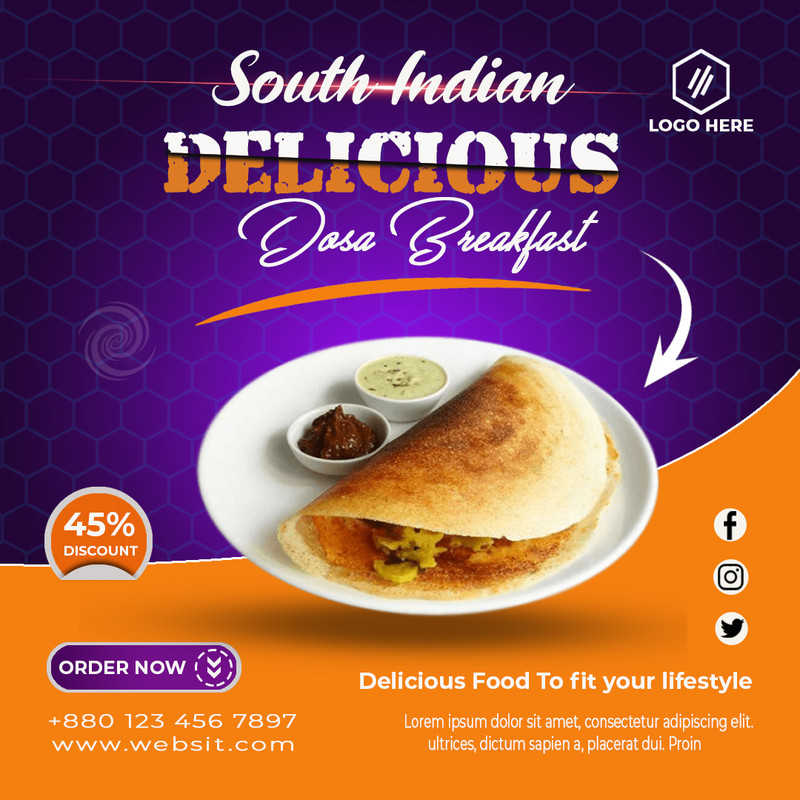 South Indian
LOGO HERE
DELICIOUS
Dosa Breakfast
45%
DISCOUNT
ORDER NOW
+880 123 456 7897
www.websit.com
Delicious Food To fit your lifestyle
Lorem ipsum dolor sit amet, consectetur adipiscing elit.
ultrices, dictum sapien a, placerat dui. Proin